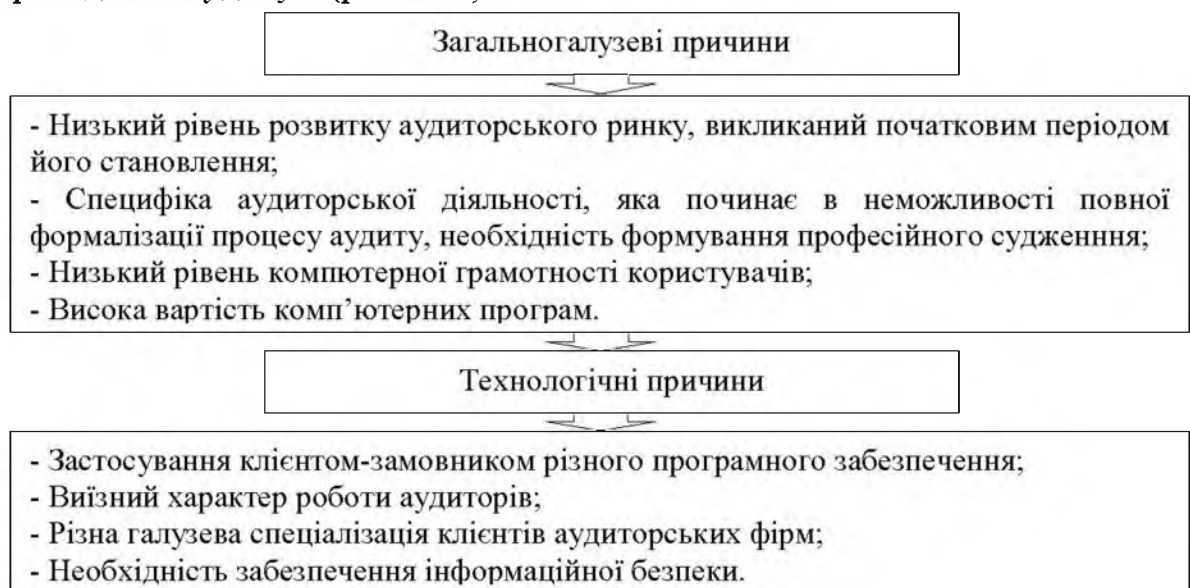 Загальногалузеві причини
- Низький рівень розвитку аудиторського ринку, викликаний початковим періодом
його становлення;
- Специфіка аудиторської діяльності, яка починає в неможливості повної
формалізації процесу аудиту, необхідність формування професійного судженння;
- Низький рівень компютерної грамотності користувачів;
- Висока вартість комп’ютерних програм.
Технологічні причини
- Застосування клієнтом-замовником різного програмного забезпечення;
- Виїзний характер роботи аудиторів;
- Різна галузева спеціалізація клієнтів аудиторських фірм;
- Необхідність забезпечення інформаційної безпеки.